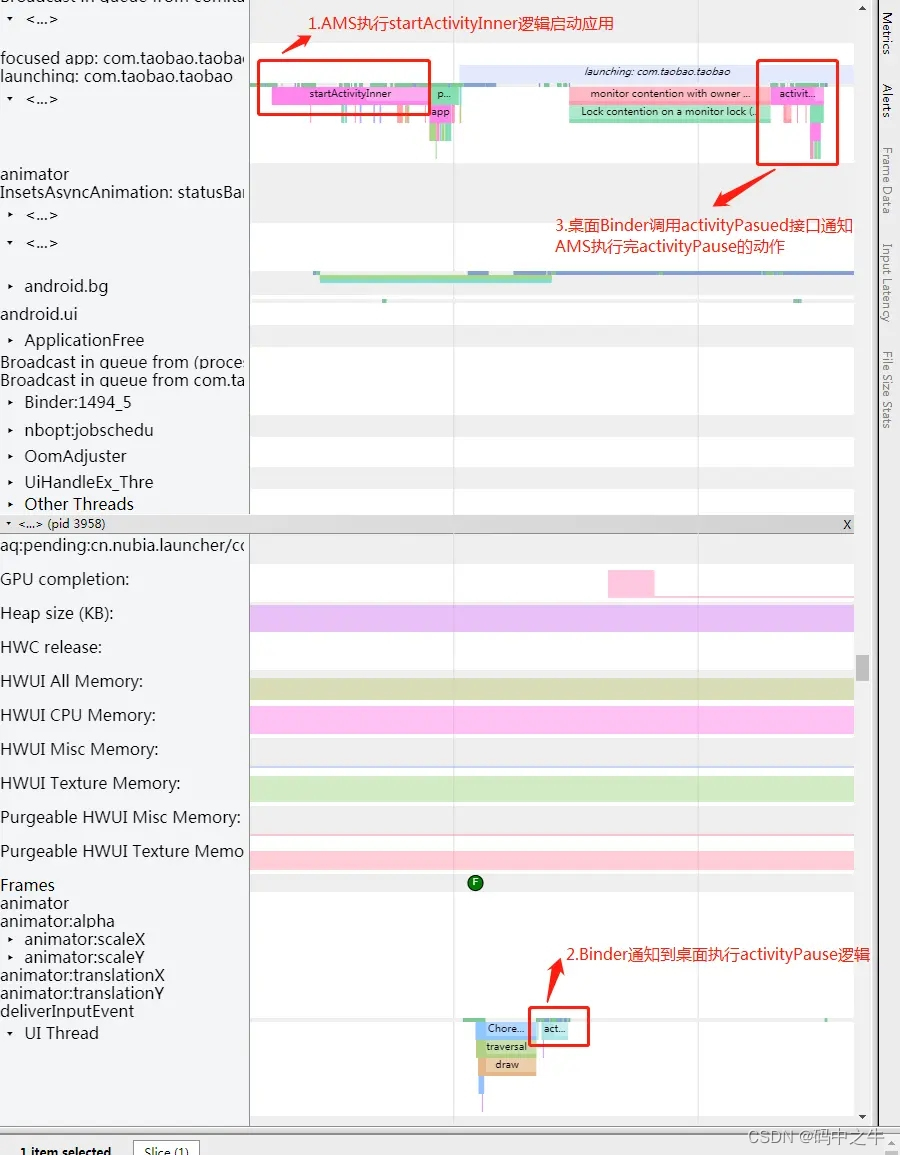 <...>
1.AMS执行startActivityInner逻辑启动应用
focused app: com.taobao.taoba
launching: com.taobao.taobao
launching: com.taobao.taobao
<...>
startActivityInner
p...
monitor contention with owner ...
activit...
app
Lock contention on a monitor lock (..
animator
InsetsAsyncAnimation: statusBa
<...>
3.桌面Binder调用activityPasued接口通知
AMS执行完activityPause的动作
<...>
android.bg
android.ui
ApplicationFree
Broadcast in queue from (proce
Broadcast in queue from com.ta
Binder:1494_5
nbopt:jobschedu
OomAdjuster
UiHandleEx_Thre
Other Threads
<...> (pid 3958)
X
aq:pending:cn.nubia.launcher/c
GPU completion:
Heap size (KB):
HWC release:
HWUI All Memory:
HWUI CPU Memory:
HWUI Misc Memory:
HWUI Texture Memory:
Purgeable HWUI Misc Memory:
Purgeable HWUI Texture Memo
Frames
F
animator
animator:alpha
animator:scaleX
animator:scaleY
2.Binder通知到桌面执行activityPause逻辑
animator:translationX
animator:translationY
deliverInputEvent
UI Thread
Chore...
act...
traversal
draw
1 item selected.
Slice (1)
Metrics
Alerts
Frame Data
Input Latency
File Size Stats
CSDN @码中之牛